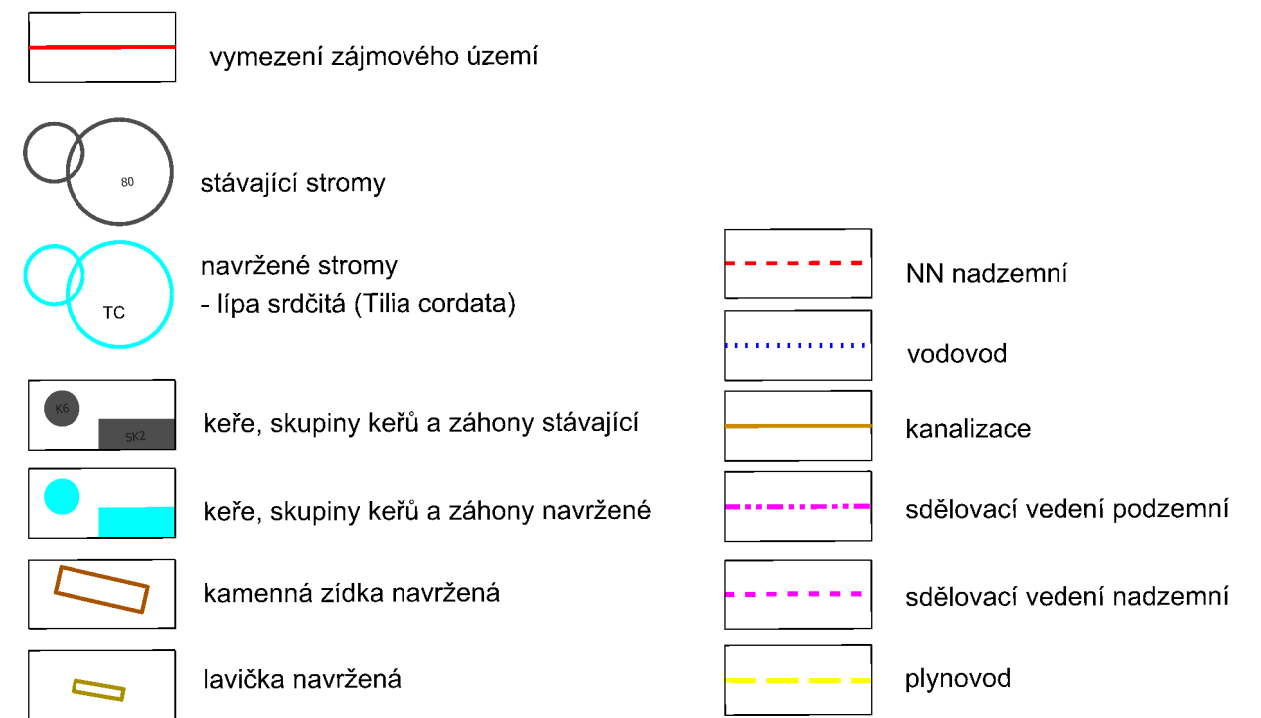 vymezení zájmového území
80
stávající stromy
TC
navržené stromy
- lípa srdčitá (Tilia cordata)
K6
SK2
keře, skupiny keřů a záhony stávající
keře, skupiny keřů a záhony navržené
kamenná zídka navržená
lavička navržená
NN nadzemní
vodovod
kanalizace
sdělovací vedení podzemní
sdělovací vedení nadzemní
plynovod